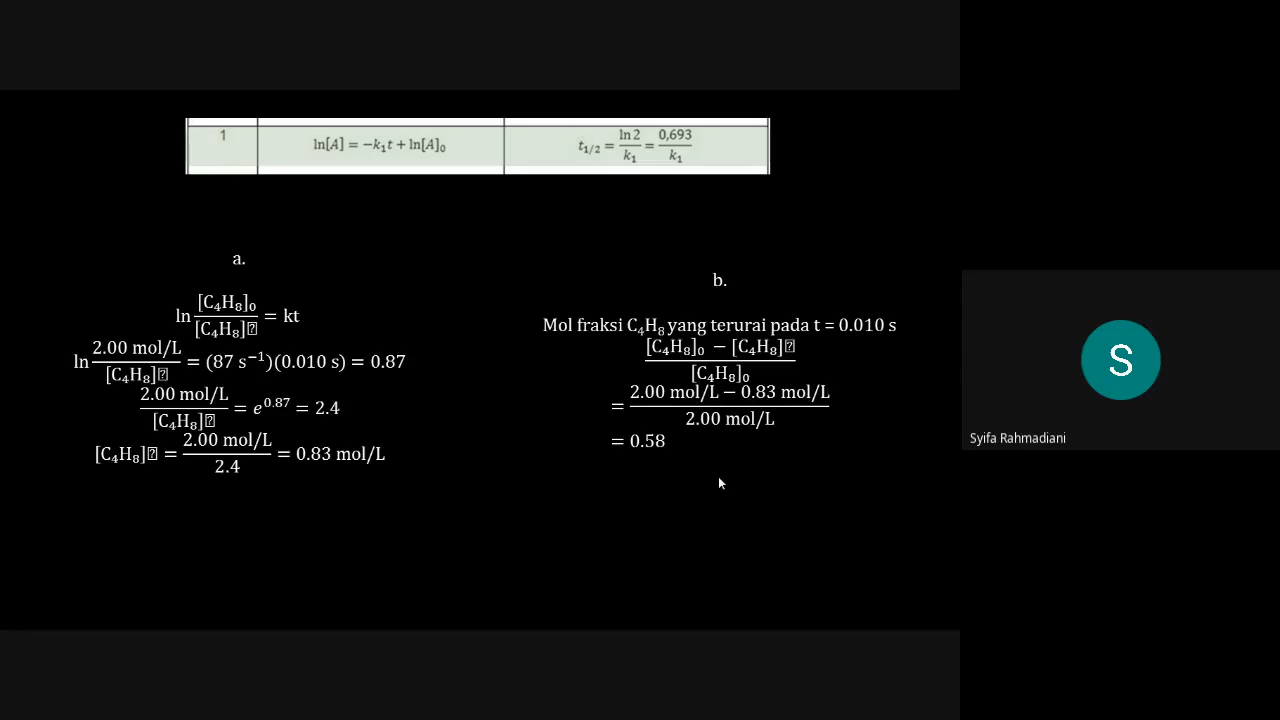 1 ln[A] = −k₁t + ln[A]₀ t₁/₂ = ln 2 / k₁ = 0,693 / k₁
a.
ln [C₄H₈]₀ / [C₄H₈]⍰ = kt
ln 2.00 mol/L / [C₄H₈]⍰ = (87 s⁻¹)(0.010 s) = 0.87
2.00 mol/L / [C₄H₈]⍰ = e^0.87 = 2.4
[C₄H₈]⍰ = 2.00 mol/L / 2.4 = 0.83 mol/L
b.
Mol fraksi C₄H₈ yang terurai pada t = 0.010 s
[C₄H₈]₀ − [C₄H₈]⍰ / [C₄H₈]₀
= 2.00 mol/L − 0.83 mol/L / 2.00 mol/L
= 0.58
S
Syifa Rahmadiani